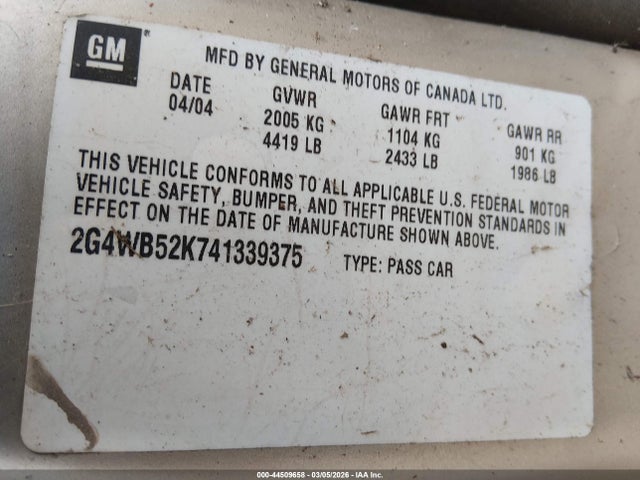 GM
MFD BY GENERAL MOTORS OF CANADA LTD.
DATE GVWR GAWR FRT GAWR RR
04/04 2005 KG 1104 KG 901 KG
4419 LB 2433 LB 1986 LB
THIS VEHICLE CONFORMS TO ALL APPLICABLE U.S. FEDERAL MOTOR
VEHICLE SAFETY, BUMPER, AND THEFT PREVENTION STANDARDS IN
EFFECT ON THE DATE OF MANUFACTURE SHOWN ABOVE.
2G4WB52K741339375 TYPE: PASS CAR
000-44509658 - 03/05/2026 - IAA Inc.